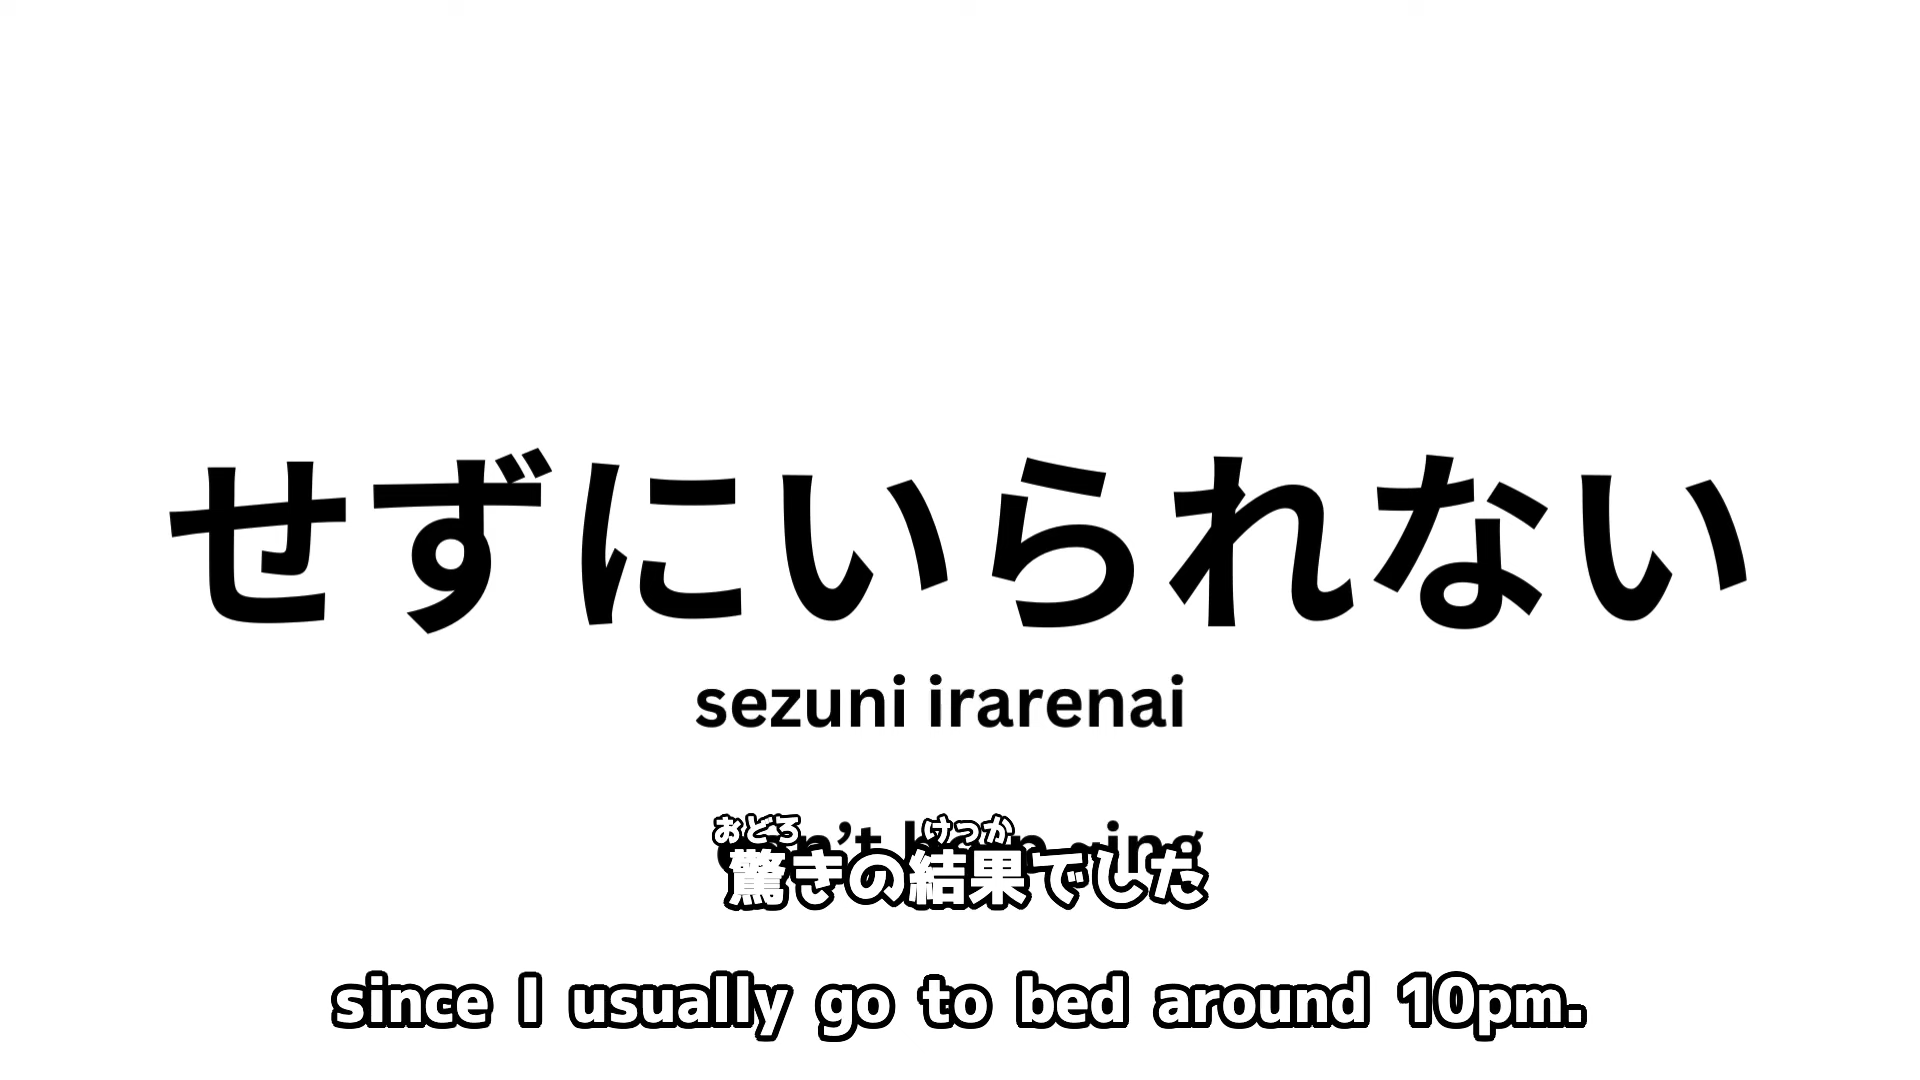 せずにいられない
sezuni irarenai
おどろ けっか
驚きの結果でした
since I usually go to bed around 10pm.